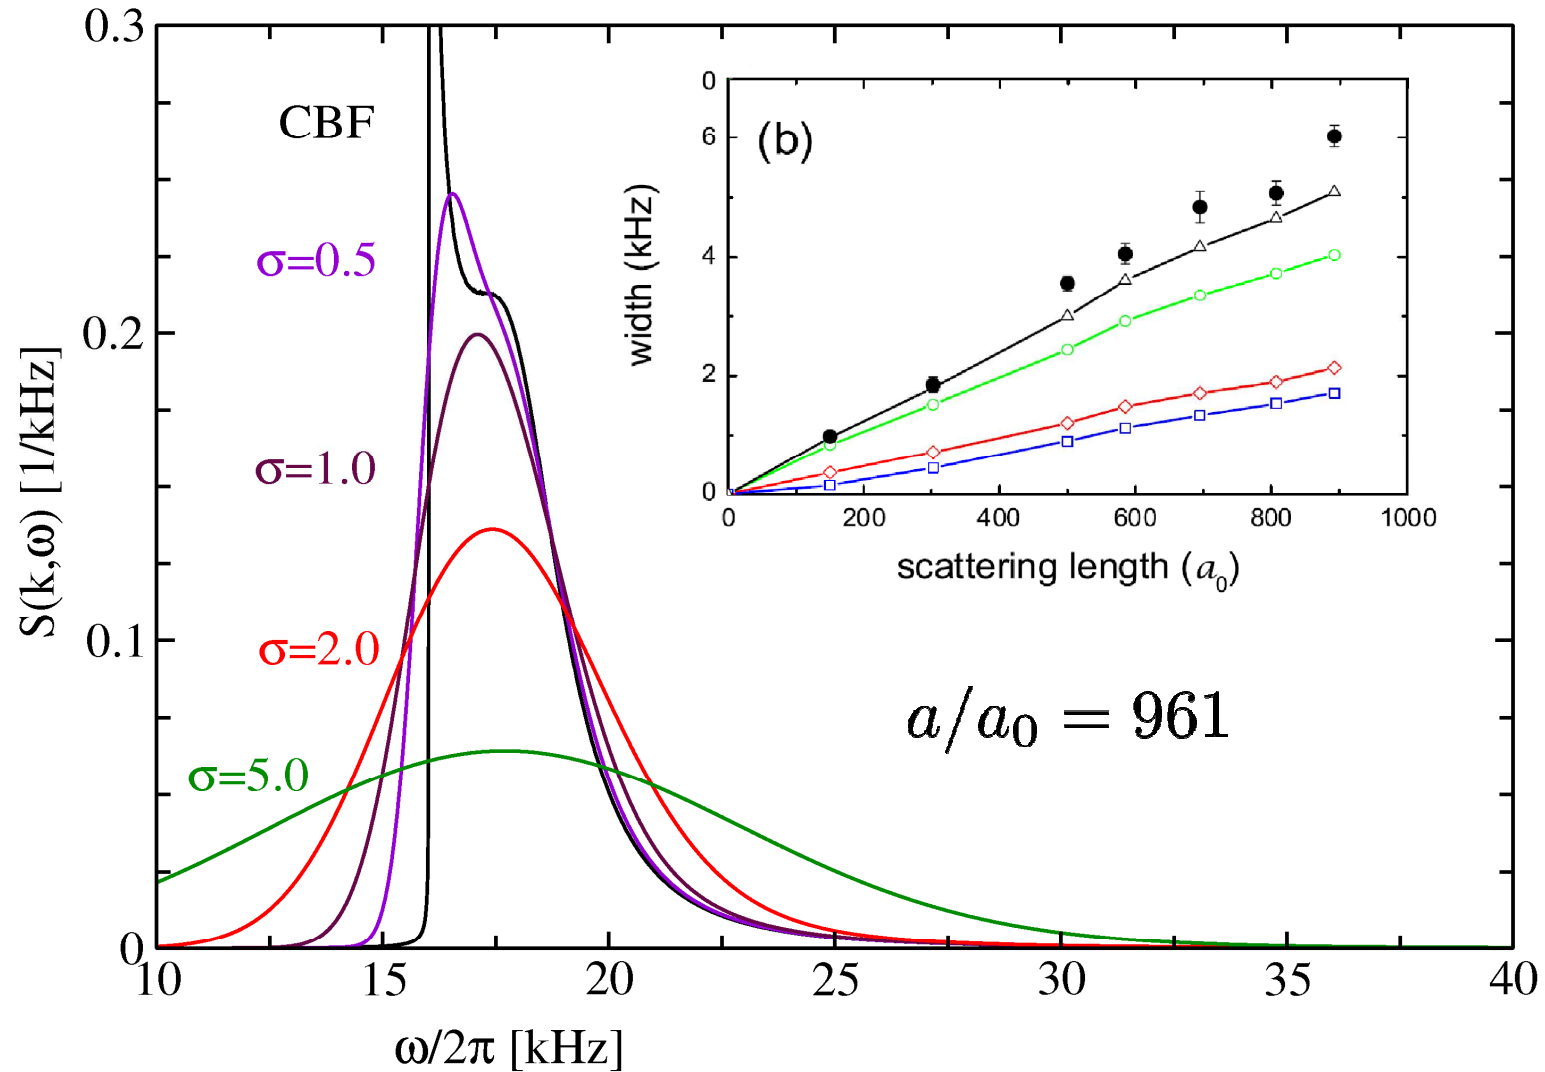 0.3
0.2
0.1
0
S(k,ω) [1/kHz]
CBF
σ=0.5
σ=1.0
σ=2.0
σ=5.0
(b)
0
6
4
2
0
width (kHz)
0 200 400 600 800 1000
scattering length (a₀)
a/a₀ = 961
10 15 20 25 30 35 40
ω/2π [kHz]